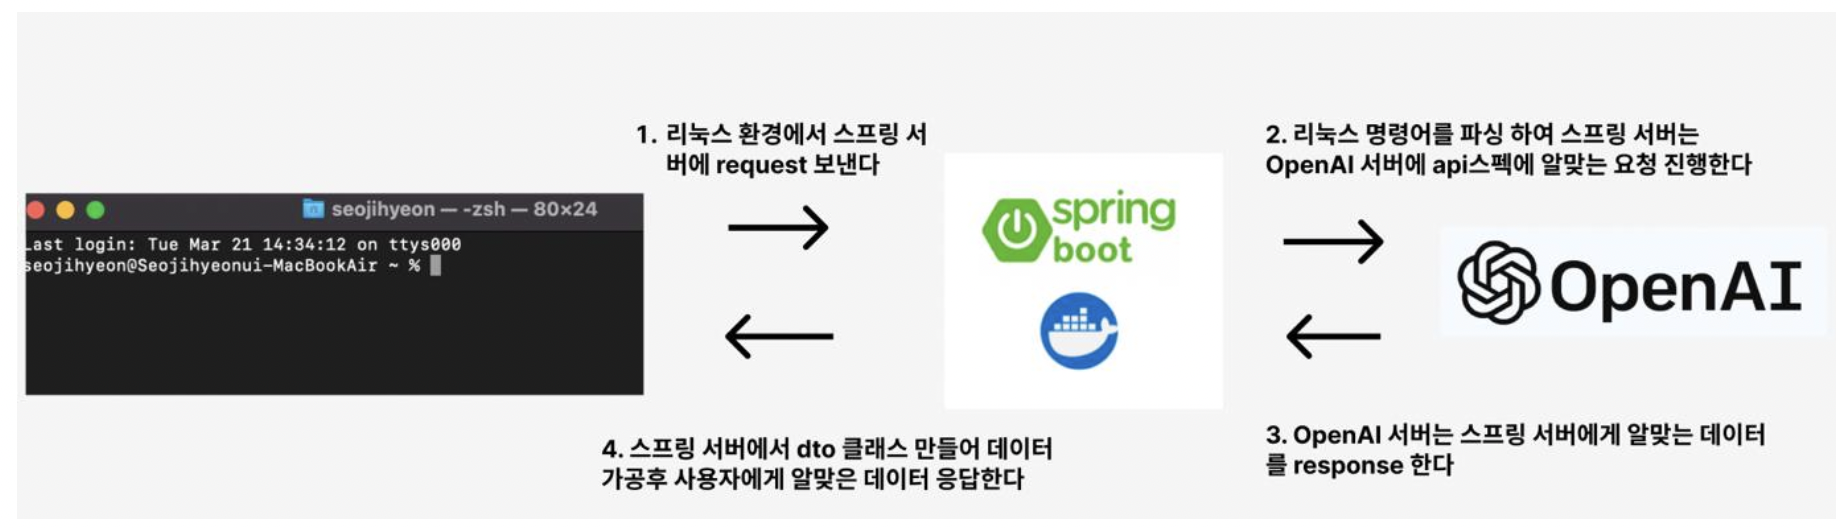 1. 리눅스 환경에서 스프링 서
버에 request 보낸다
2. 리눅스 명령어를 파싱 하여 스프링 서버는
OpenAI 서버에 api스펙에 알맞는 요청 진행한다
seojihyeon — -zsh — 80×24
Last login: Tue Mar 21 14:34:12 on ttys000
seojihyeon@Seojihyeonui-MacBookAir ~ %
spring
boot
OpenAI
4. 스프링 서버에서 dto 클래스 만들어 데이터
가공후 사용자에게 알맞은 데이터 응답한다
3. OpenAI 서버는 스프링 서버에게 알맞는 데이터
를 response 한다